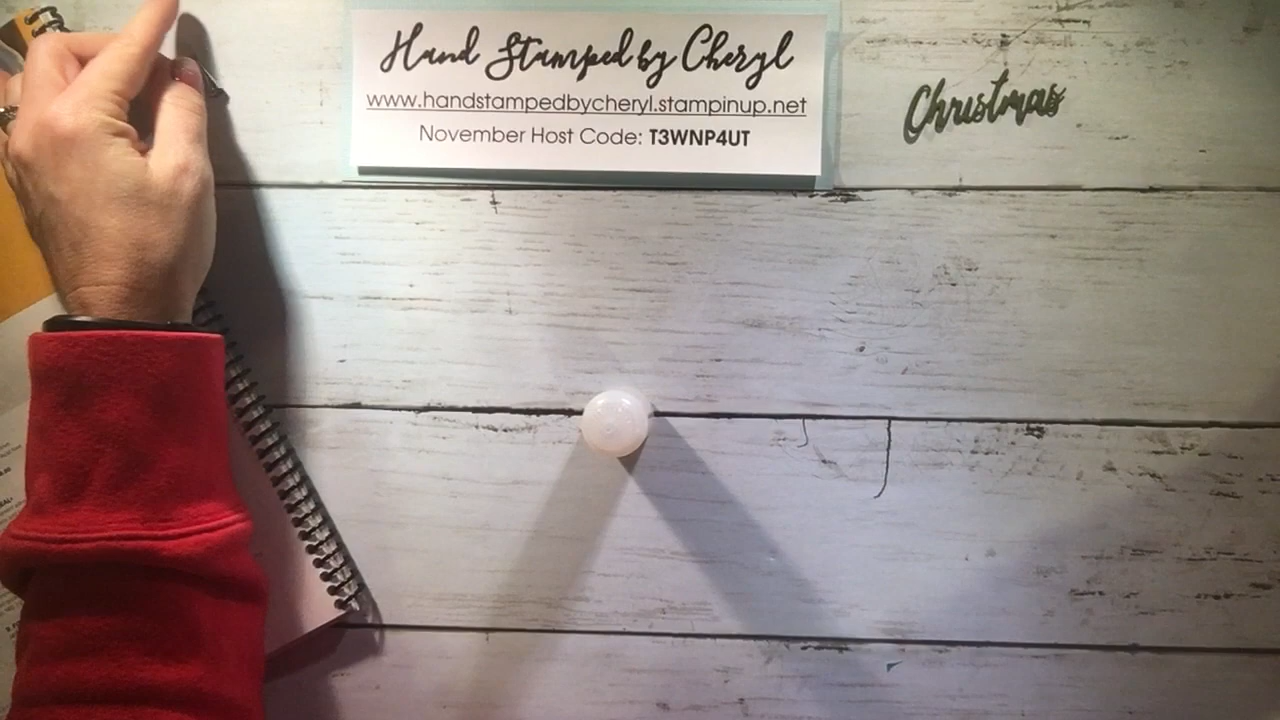 Hand Stamped by Cheryl
www.handstampedbycheryl.stampinup.net
November Host Code: T3WNP4UT
Christmas